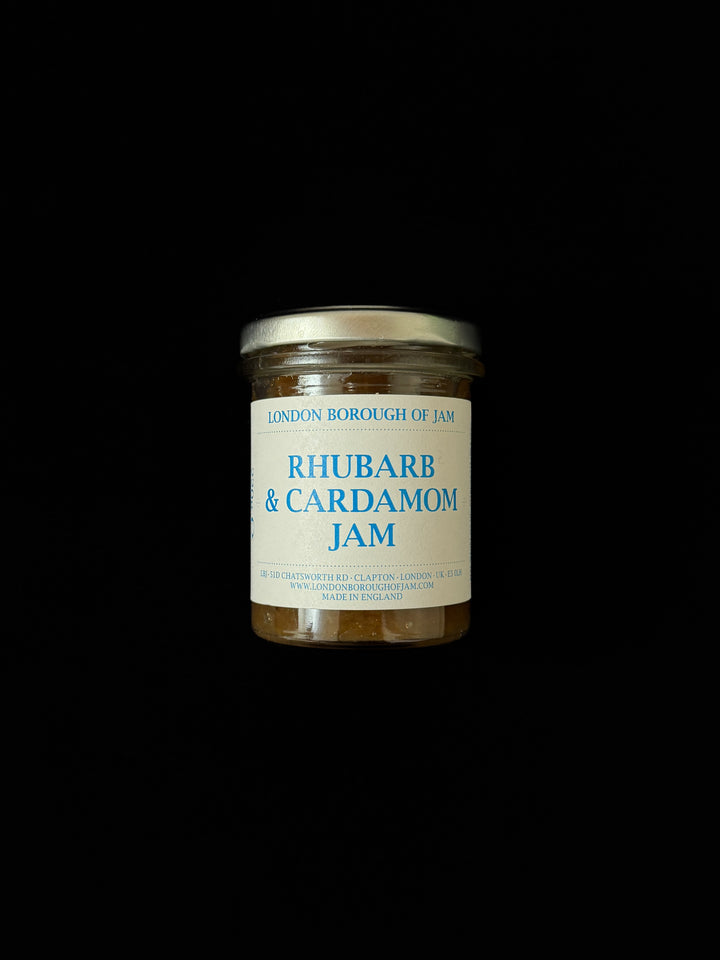 LONDON BOROUGH OF JAM
RHUBARB
& CARDAMOM
JAM
LBJ · 51D CHATSWORTH RD · CLAPTON · LONDON · UK · E5 0LH
WWW.LONDONBOROUGHOFJAM.COM
MADE IN ENGLAND